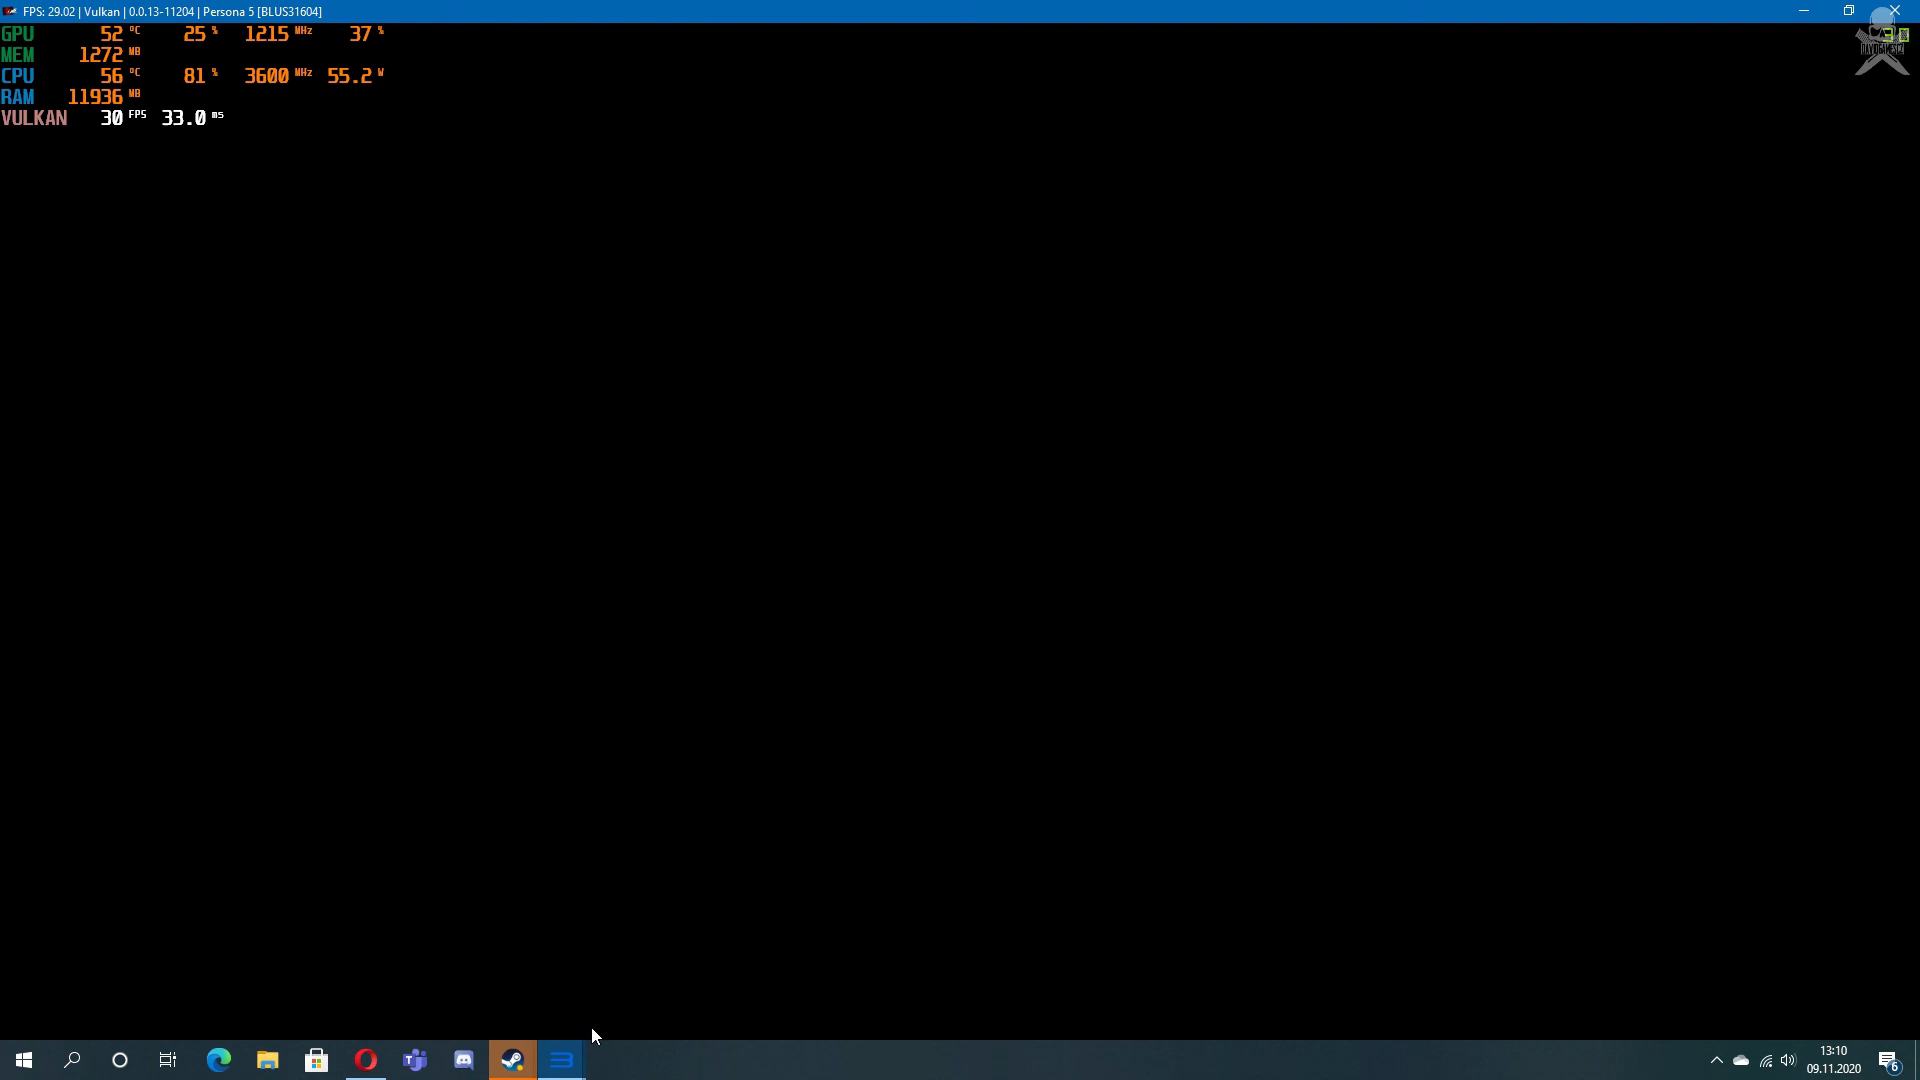 FPS: 29.02 | Vulkan | 0.0.13-11204 | Persona 5 [BLUS31604]
GPU 52 °C 25 % 1215 MHz 37 %
MEM 1272 MB
CPU 56 °C 81 % 3600 MHz 55.2 W
RAM 11936 MB
VULKAN 30 FPS 33.0 ms
13:10
09.11.2020
6